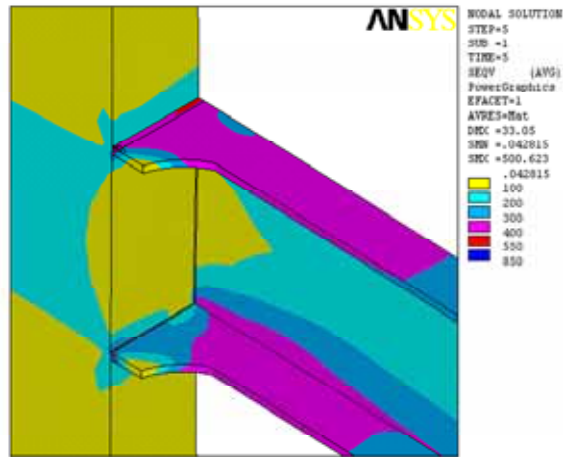 ANSYS
NODAL SOLUTION
STEP=5
SUB =1
TIME=5
SEQV (AVG)
PowerGraphics
EFACET=1
AVRES=Mat
DMX =33.05
SMN =.042815
SMX =500.623
.042815
100
200
300
400
550
850